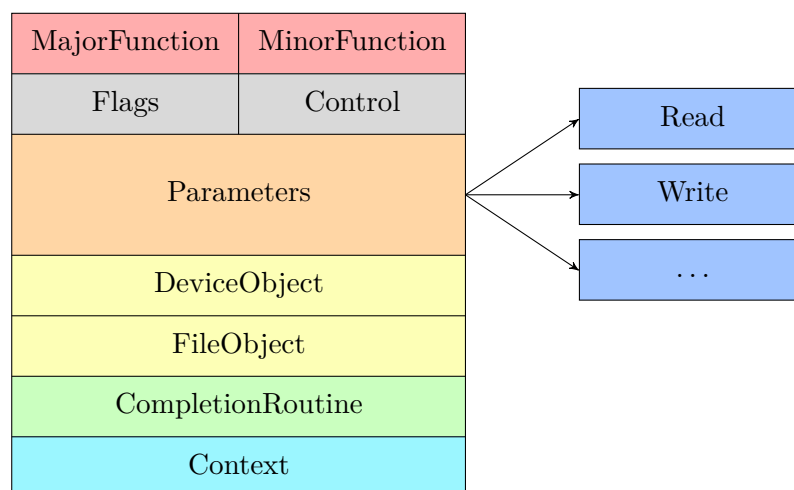 MajorFunction MinorFunction
Flags Control
Parameters
Read
Write
...
DeviceObject
FileObject
CompletionRoutine
Context